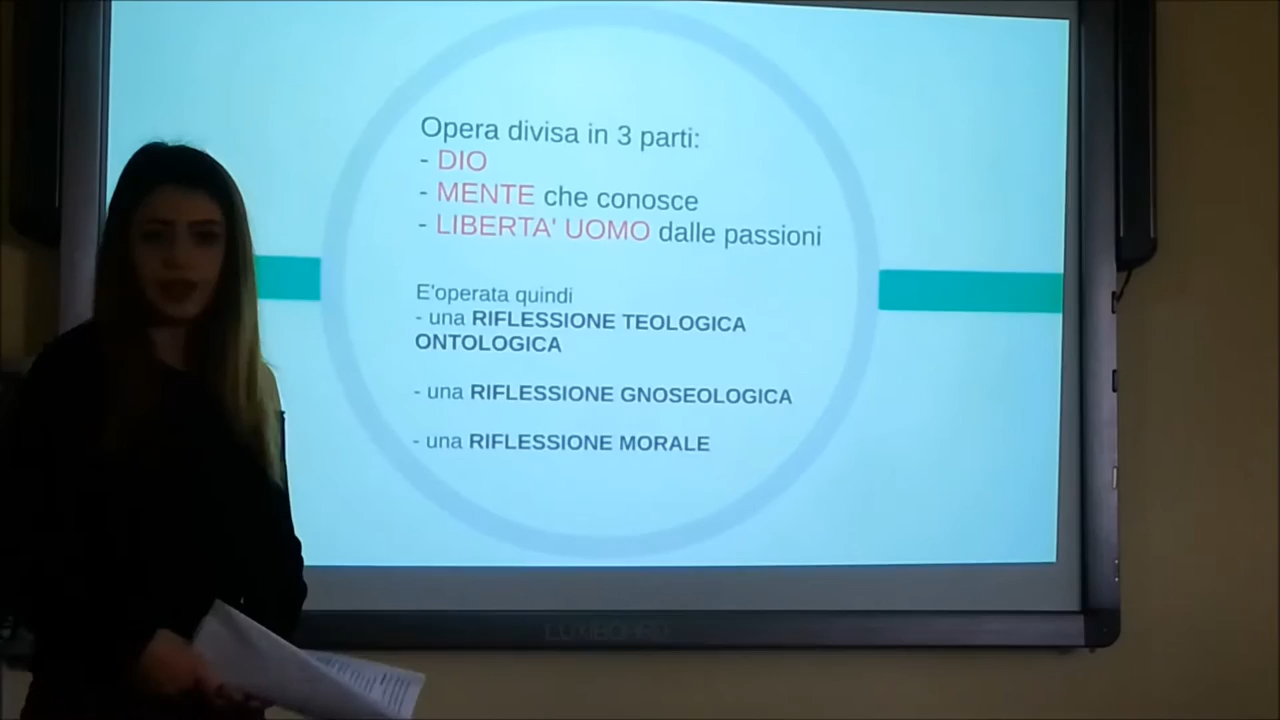 Opera divisa in 3 parti:
- DIO
- MENTE che conosce
- LIBERTA' UOMO dalle passioni
E'operata quindi
- una RIFLESSIONE TEOLOGICA
ONTOLOGICA
- una RIFLESSIONE GNOSEOLOGICA
- una RIFLESSIONE MORALE